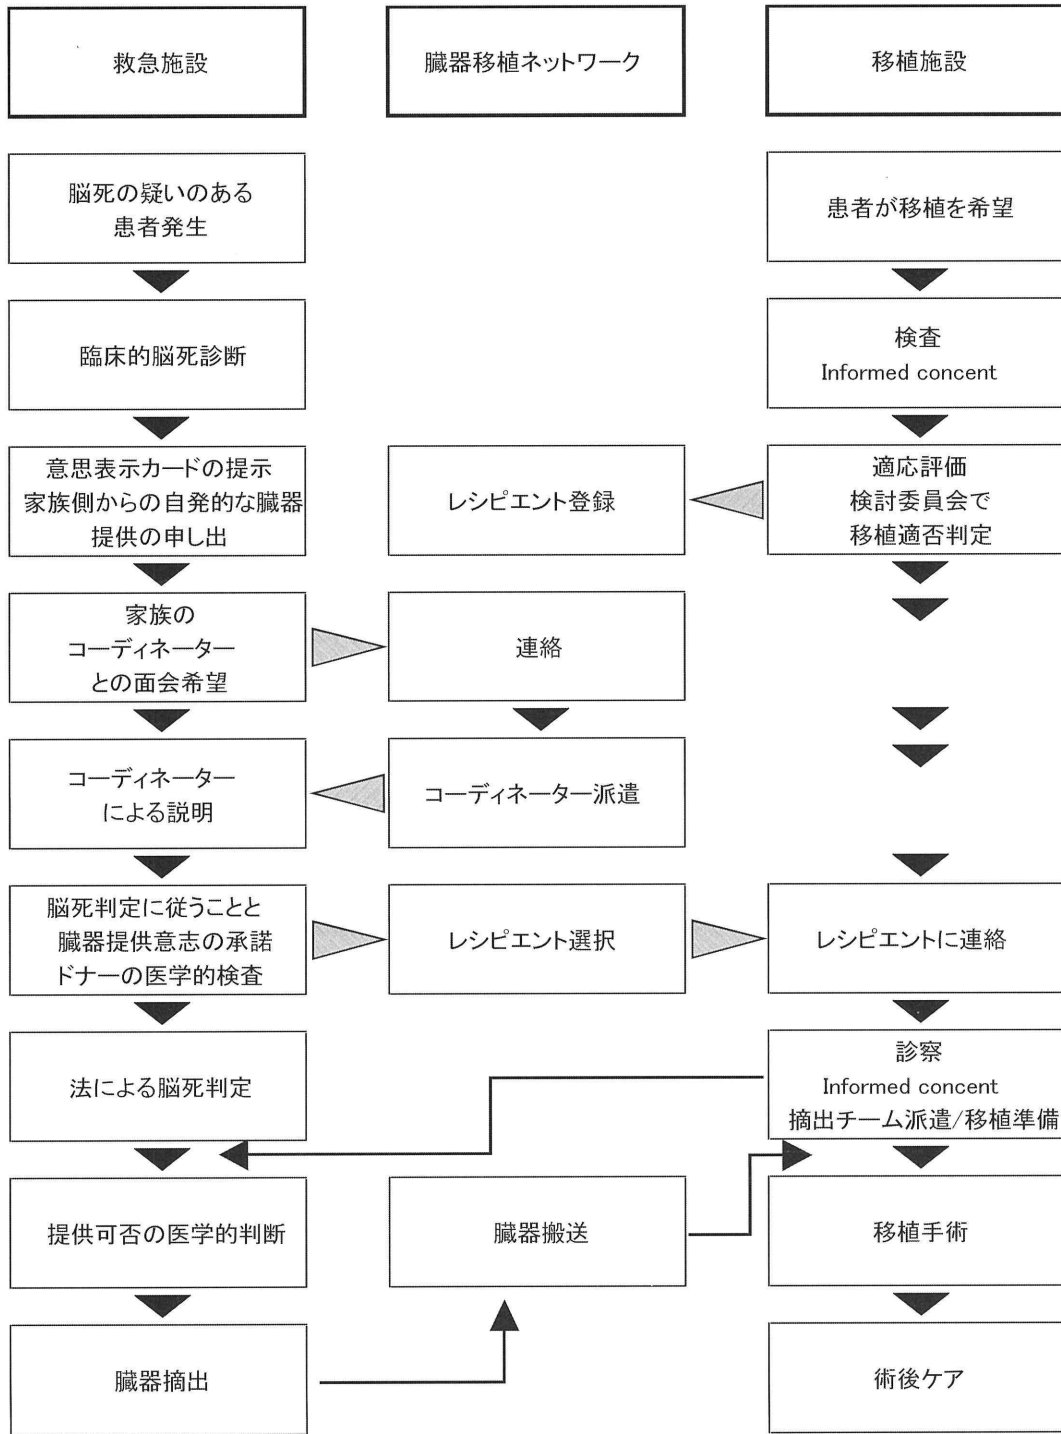 救急施設
臓器移植ネットワーク
移植施設
脳死の疑いのある
患者発生
患者が移植を希望
臨床的脳死診断
検査
Informed concent
意思表示カードの提示
家族側からの自発的な臓器
提供の申し出
レシピエント登録
適応評価
検討委員会で
移植適否判定
家族の
コーディネーター
との面会希望
連絡
コーディネーター
による説明
コーディネーター派遣
脳死判定に従うことと
臓器提供意志の承諾
ドナーの医学的検査
レシピエント選択
レシピエントに連絡
法による脳死判定
診察
Informed concent
摘出チーム派遣/移植準備
提供可否の医学的判断
臓器搬送
移植手術
臓器摘出
術後ケア